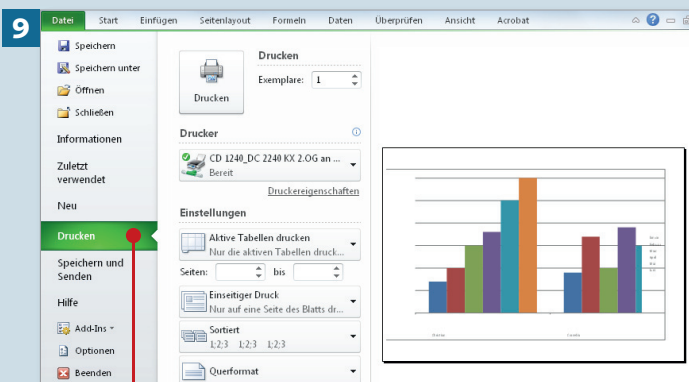 9
Datei Start Einfügen Seitenlayout Formeln Daten Überprüfen Ansicht Acrobat
Speichern
Speichern unter
Öffnen
Schließen
Informationen
Zuletzt
verwendet
Neu
Drucken
Speichern und
Senden
Hilfe
Add-Ins
Optionen
Beenden
Drucken
Drucken
Exemplare: 1
Drucker
CD 1240_DC 2240 KX 2.OG an ...
Bereit
Druckereigenschaften
Einstellungen
Aktive Tabellen drucken
Nur die aktiven Tabellen druck...
Seiten: bis
Einseitiger Druck
Nur auf eine Seite des Blatts dr...
Sortiert
1;2;3 1;2;3 1;2;3
Querformat